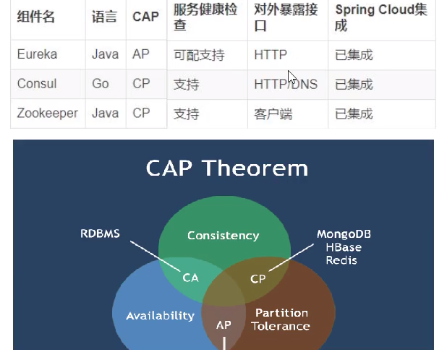 组件名 语言 CAP 服务健康检查 对外暴露接口 Spring Cloud集成
Eureka Java AP 可配支持 HTTP 已集成
Consul Go CP 支持 HTTP/DNS 已集成
Zookeeper Java CP 支持 客户端 已集成
CAP Theorem
RDBMS
Consistency
MongoDB
HBase
Redis
CA
CP
Availability
Partition
Tolerance
AP